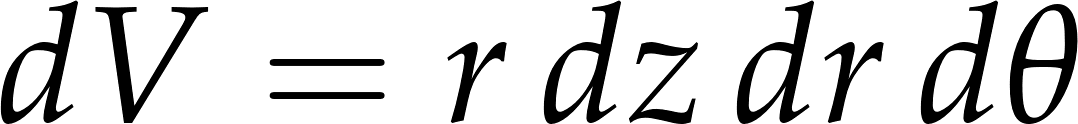 dV = r dz dr dθ